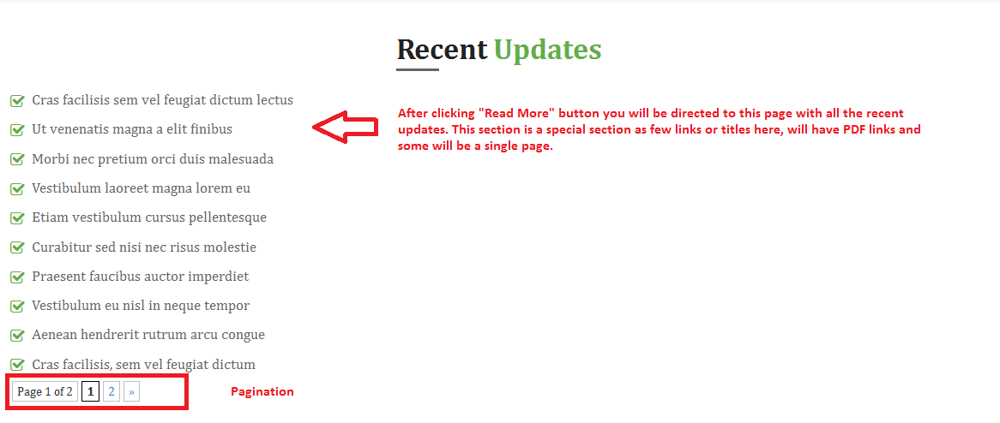 Recent Updates
Cras facilisis sem vel feugiat dictum lectus
Ut venenatis magna a elit finibus
Morbi nec pretium orci duis malesuada
Vestibulum laoreet magna lorem eu
Etiam vestibulum cursus pellentesque
Curabitur sed nisi nec risus molestie
Praesent faucibus auctor imperdiet
Vestibulum eu nisl in neque tempor
Aenean hendrerit rutrum arcu congue
Cras facilisis, sem vel feugiat dictum
After clicking "Read More" button you will be directed to this page with all the recent
updates. This section is a special section as few links or titles here, will have PDF links and
some will be a single page.
Page 1 of 2 1 2 »
Pagination